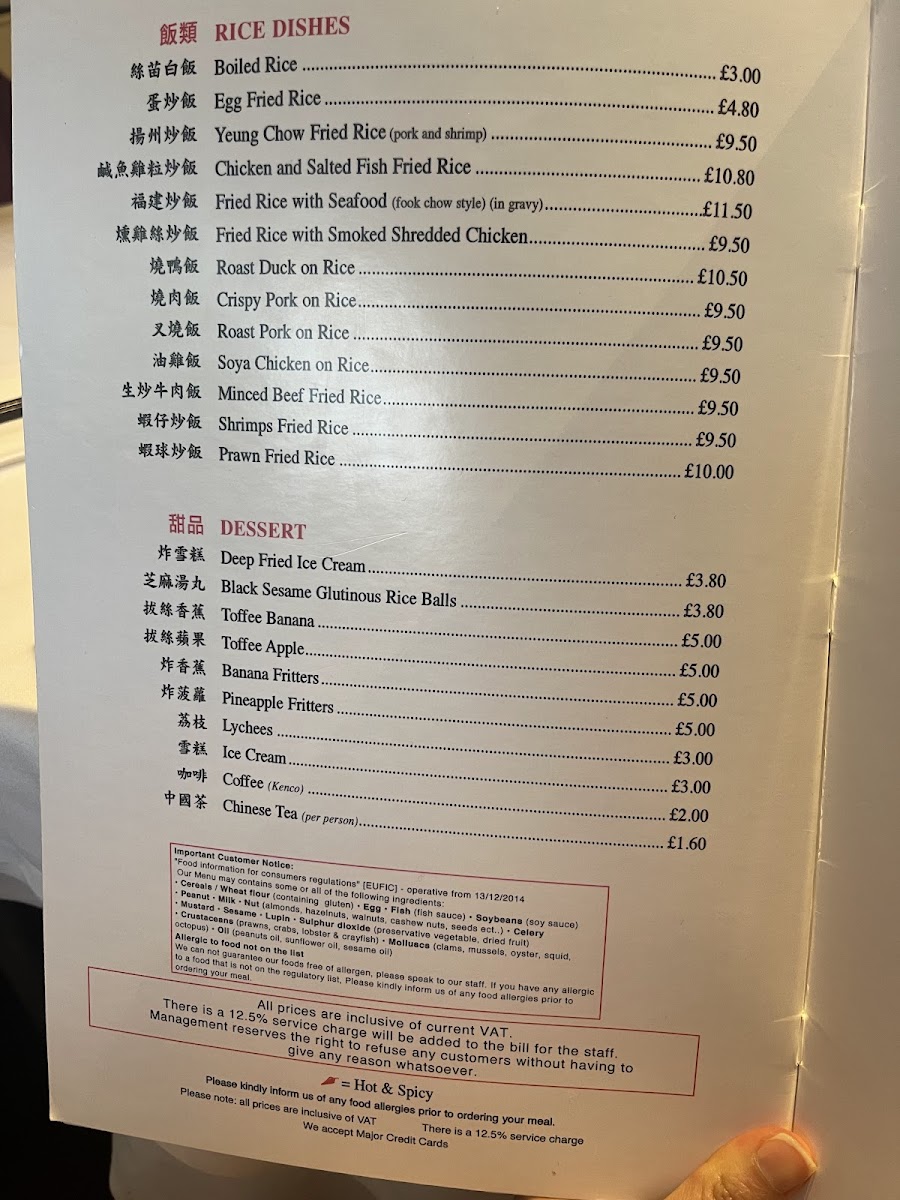 飯類 RICE DISHES
絲苗白飯 Boiled Rice ........ £3.00
蛋炒飯 Egg Fried Rice ........ £4.80
揚州炒飯 Yeung Chow Fried Rice (pork and shrimp) ........ £9.50
鹹魚雞粒炒飯 Chicken and Salted Fish Fried Rice ........ £10.80
福建炒飯 Fried Rice with Seafood (fook chow style) (in gravy) ........ £11.50
燻雞絲炒飯 Fried Rice with Smoked Shredded Chicken ........ £9.50
燒鴨飯 Roast Duck on Rice ........ £10.50
燒肉飯 Crispy Pork on Rice ........ £9.50
叉燒飯 Roast Pork on Rice ........ £9.50
油雞飯 Soya Chicken on Rice ........ £9.50
生炒牛肉飯 Minced Beef Fried Rice ........ £9.50
蝦仔炒飯 Shrimps Fried Rice ........ £9.50
蝦球炒飯 Prawn Fried Rice ........ £10.00
甜品 DESSERT
炸雪糕 Deep Fried Ice Cream ........ £3.80
芝麻湯丸 Black Sesame Glutinous Rice Balls ........ £3.80
拔絲香蕉 Toffee Banana ........ £5.00
拔絲蘋果 Toffee Apple ........ £5.00
炸香蕉 Banana Fritters ........ £5.00
炸菠蘿 Pineapple Fritters ........ £5.00
荔枝 Lychees ........ £3.00
雪糕 Ice Cream ........ £3.00
咖啡 Coffee (Kenco) ........ £2.00
中國茶 Chinese Tea (per person) ........ £1.60
Important Customer Notice:
"Food information for consumers regulations" [EUFIC] - operative from 13/12/2014
Our Menu may contains some or all of the following ingredients:
• Cereals / Wheat flour (containing gluten) • Egg • Fish (fish sauce) • Soybeans (soy sauce)
• Peanut • Milk • Nut (almonds, hazelnuts, walnuts, cashew nuts, seeds ect..) • Celery
• Mustard • Sesame • Lupin • Sulphur dioxide (preservative vegetable, dried fruit)
• Crustaceans (prawns, crabs, lobster & crayfish) • Molluscs (clams, mussels, oyster, squid,
octopus) • Oil (peanuts oil, sunflower oil, sesame oil)
Allergic to food not on the list
We can not guarantee our foods free of allergen, please speak to our staff. If you have any allergic
to a food that is not on the regulatory list, Please kindly inform us of any food allergies prior to
ordering your meal.
All prices are inclusive of current VAT.
There is a 12.5% service charge will be added to the bill for the staff.
Management reserves the right to refuse any customers without having to
give any reason whatsoever.
= Hot & Spicy
Please kindly inform us of any food allergies prior to ordering your meal.
Please note: all prices are inclusive of VAT There is a 12.5% service charge
We accept Major Credit Cards